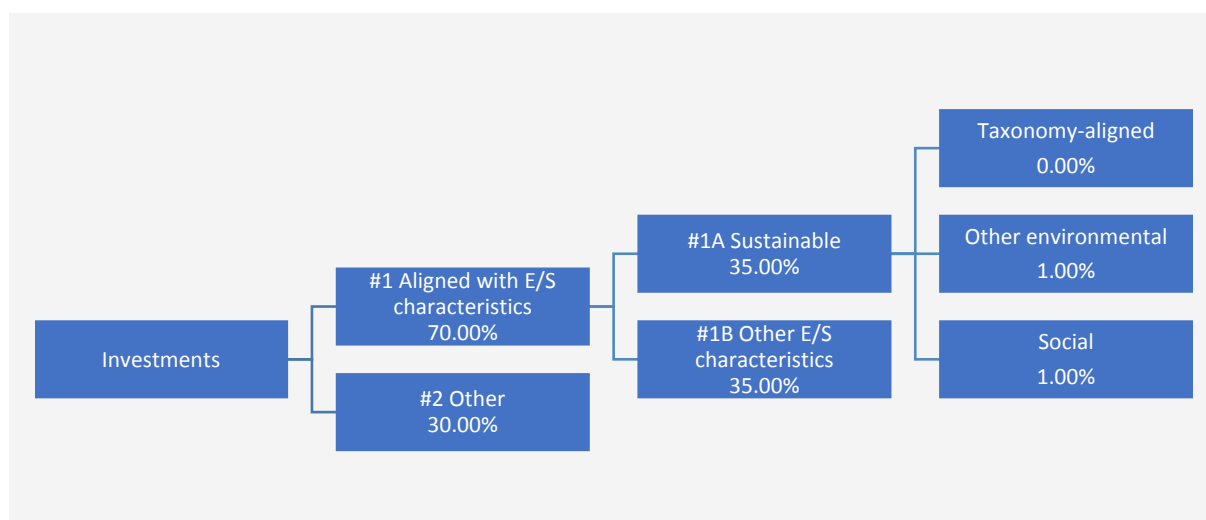 Investments
#1 Aligned with E/S
characteristics
70.00%
#2 Other
30.00%
#1A Sustainable
35.00%
#1B Other E/S
characteristics
35.00%
Taxonomy-aligned
0.00%
Other environmental
1.00%
Social
1.00%